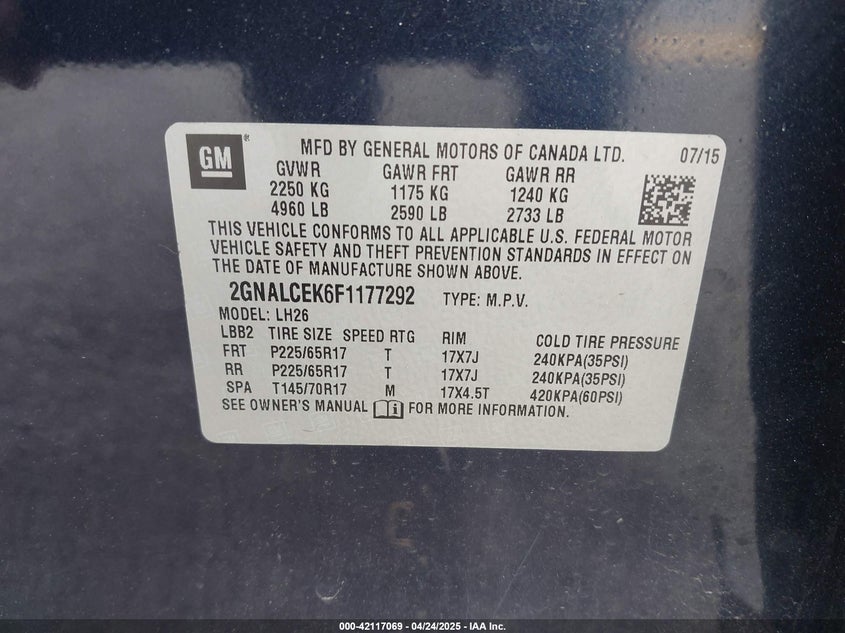 GM®
MFD BY GENERAL MOTORS OF CANADA LTD. 07/15
GVWR GAWR FRT GAWR RR
2250 KG 1175 KG 1240 KG
4960 LB 2590 LB 2733 LB
THIS VEHICLE CONFORMS TO ALL APPLICABLE U.S. FEDERAL MOTOR
VEHICLE SAFETY AND THEFT PREVENTION STANDARDS IN EFFECT ON
THE DATE OF MANUFACTURE SHOWN ABOVE.
2GNALCEK6F1177292 TYPE: M.P.V.
MODEL: LH26
LBB2 TIRE SIZE SPEED RTG RIM COLD TIRE PRESSURE
FRT P225/65R17 T 17X7J 240KPA(35PSI)
RR P225/65R17 T 17X7J 240KPA(35PSI)
SPA T145/70R17 M 17X4.5T 420KPA(60PSI)
SEE OWNER'S MANUAL FOR MORE INFORMATION.
000-42117069 - 04/24/2025 - IAA Inc.